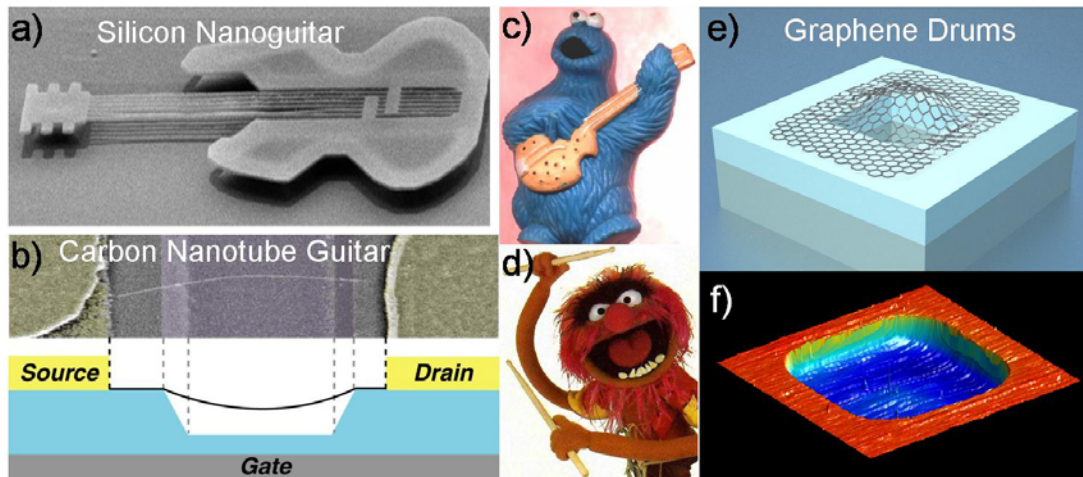 a)
Silicon Nanoguitar
b)
Carbon Nanotube Guitar
Source
Drain
Gate
c)
d)
e)
Graphene Drums
f)